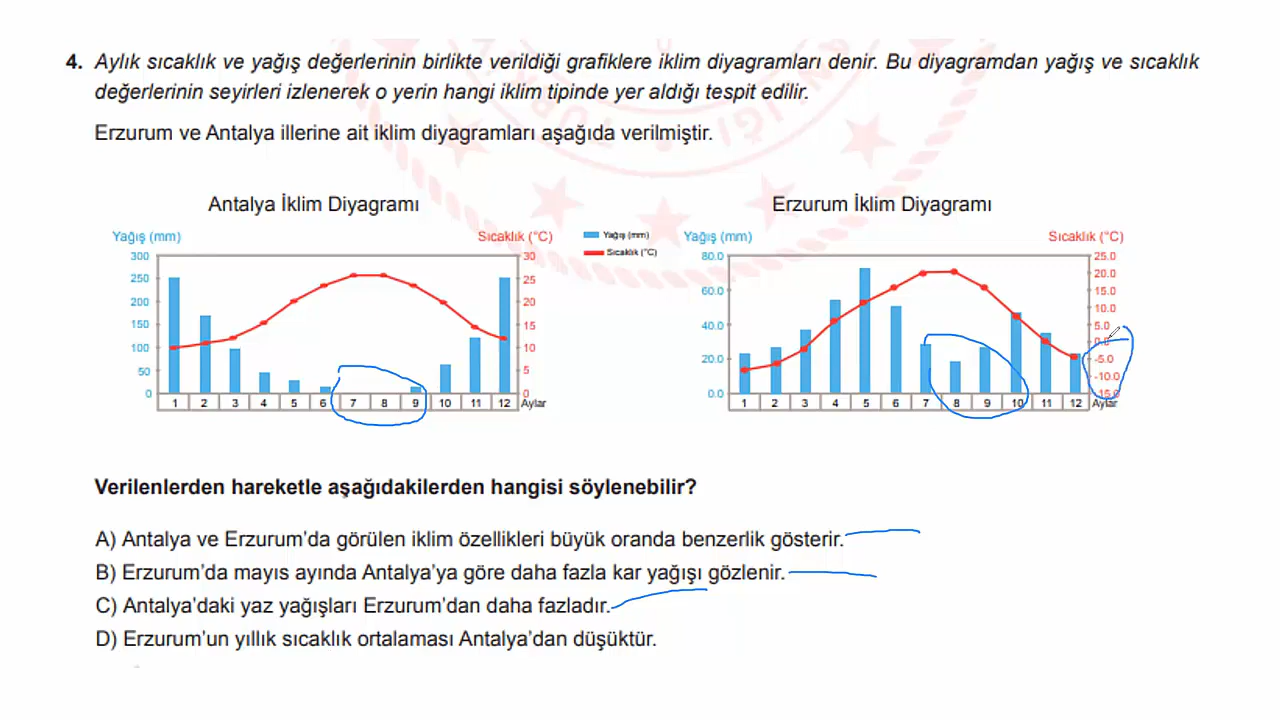 4. Aylık sıcaklık ve yağış değerlerinin birlikte verildiği grafiklere iklim diyagramları denir. Bu diyagramdan yağış ve sıcaklık
değerlerinin seyirleri izlenerek o yerin hangi iklim tipinde yer aldığı tespit edilir.
Erzurum ve Antalya illerine ait iklim diyagramları aşağıda verilmiştir.
Antalya İklim Diyagramı
Yağış (mm)
Sıcaklık (°C)
300
250
200
150
100
50
0
30
25
20
15
10
5
0
1 2 3 4 5 6 7 8 9 10 11 12 Aylar
Yağış (mm)
Sıcaklık (°C)
Erzurum İklim Diyagramı
Yağış (mm)
Sıcaklık (°C)
80.0
60.0
40.0
20.0
0.0
25.0
20.0
15.0
10.0
5.0
0.0
-5.0
-10.0
-15.0
1 2 3 4 5 6 7 8 9 10 11 12 Aylar
Verilenlerden hareketle aşağıdakilerden hangisi söylenebilir?
A) Antalya ve Erzurum’da görülen iklim özellikleri büyük oranda benzerlik gösterir.
B) Erzurum’da mayıs ayında Antalya’ya göre daha fazla kar yağışı gözlenir.
C) Antalya’daki yaz yağışları Erzurum’dan daha fazladır.
D) Erzurum’un yıllık sıcaklık ortalaması Antalya’dan düşüktür.